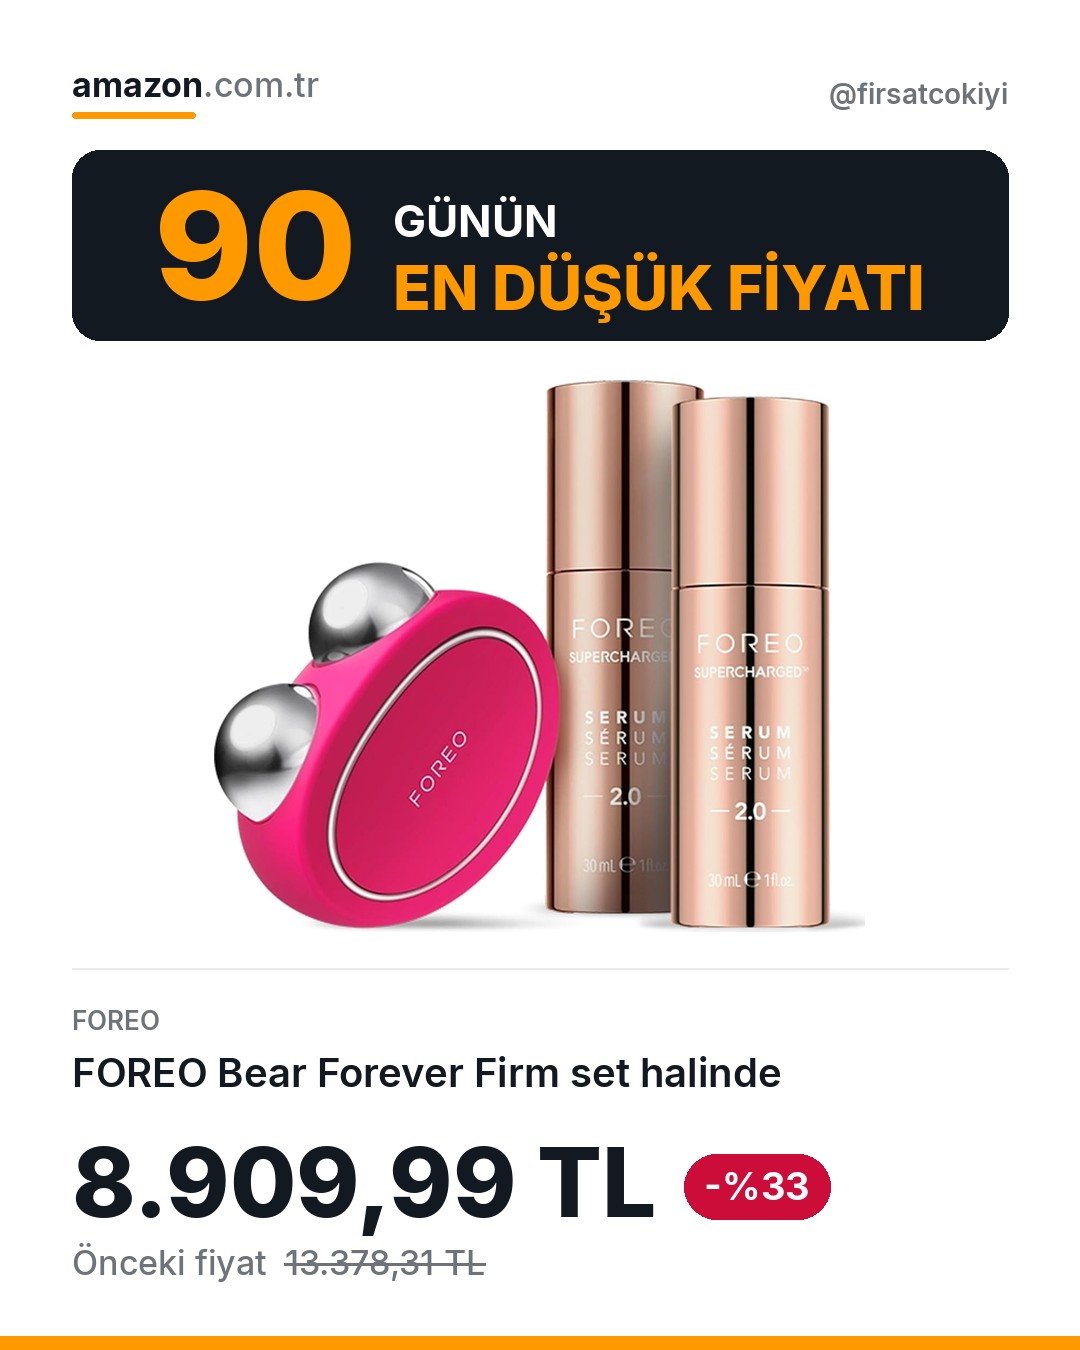 amazon.com.tr
@firsatcokiyi
90
GÜNÜN
EN DÜŞÜK FİYATI
FOREO
SUPERCHARGED
SERUM
SÉRUM
SERUM
2.0
30 mL e 1 fl.oz
FOREO
SUPERCHARGED™
SERUM
SÉRUM
SERUM
2.0
30 mL e 1 fl.oz
FOREO
FOREO
FOREO Bear Forever Firm set halinde
8.909,99 TL
-%33
Önceki fiyat 13.378,31 TL